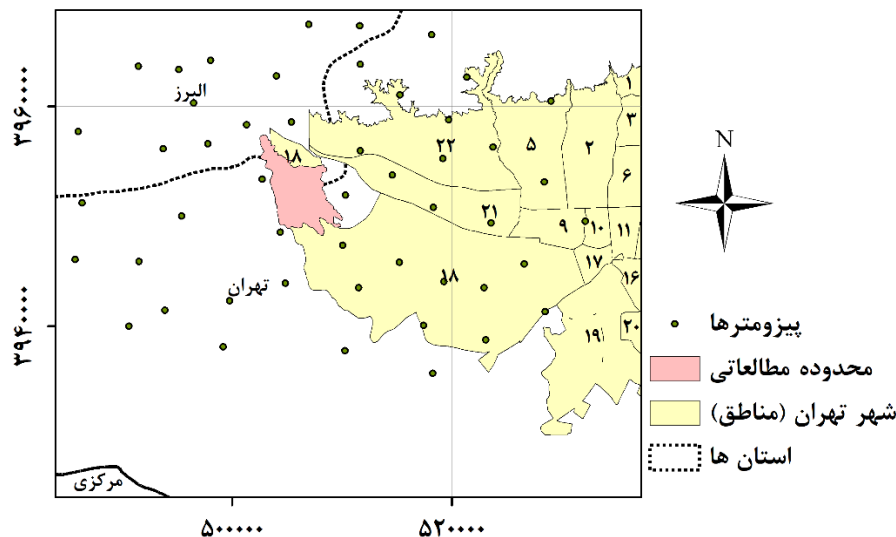 البرز
۱
۳
۱۸
۲۲
۵
۲
۶
۲۱
۹
۱۰
۱۱
۱۷
۱۶
۱۸
۱۹
۲۰
تهران
مرکزی
۳۹۶۰۰۰۰
۳۹۴۰۰۰۰
۵۰۰۰۰۰
۵۲۰۰۰۰
N
پیزومترها
محدوده مطالعاتی
شهر تهران (مناطق)
استان ها